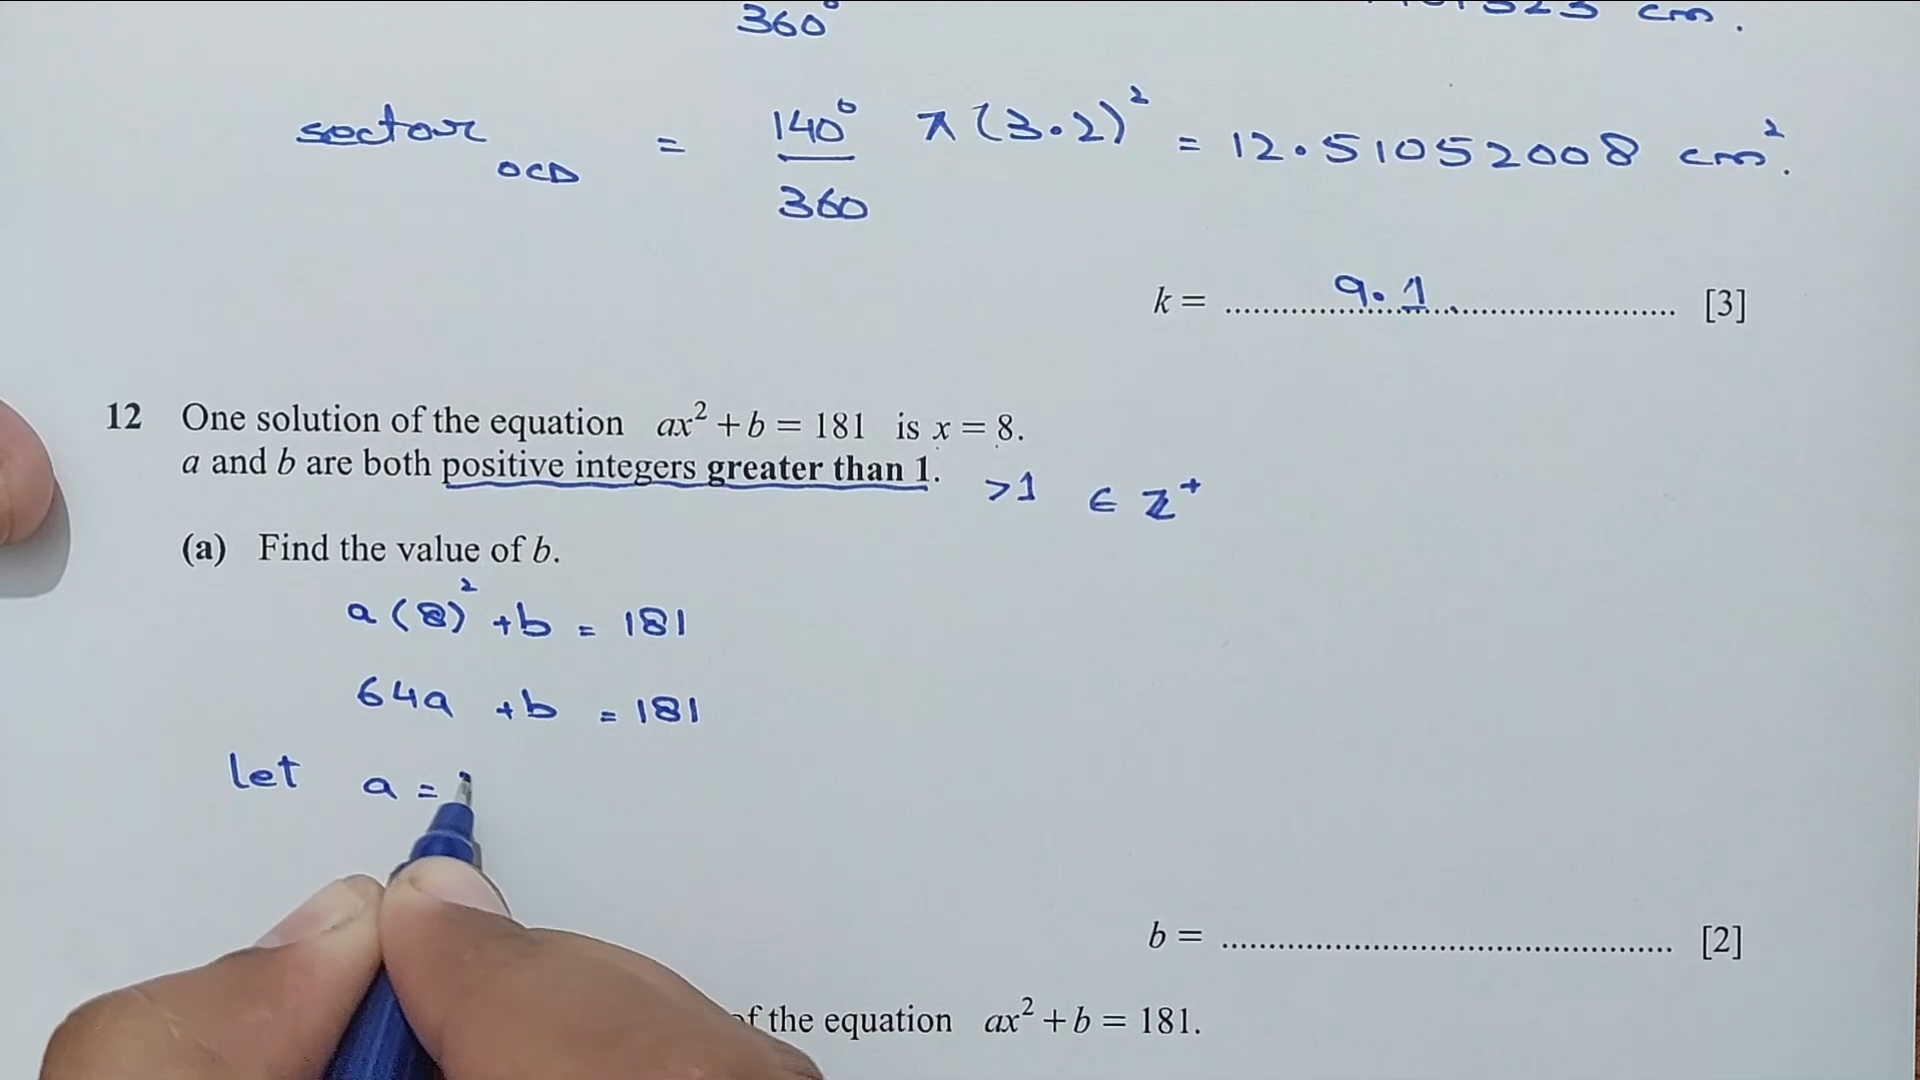 360°
cm.
sector OCD = 140°/360 π(3.2)² = 12.51052008 cm².
k = ........9.1........ [3]
12 One solution of the equation ax² + b = 181 is x = 8.
a and b are both positive integers greater than 1. >1 ∈ ℤ⁺
(a) Find the value of b.
a(8)² + b = 181
64a + b = 181
let a =
b = ................ [2]
the equation ax² + b = 181.